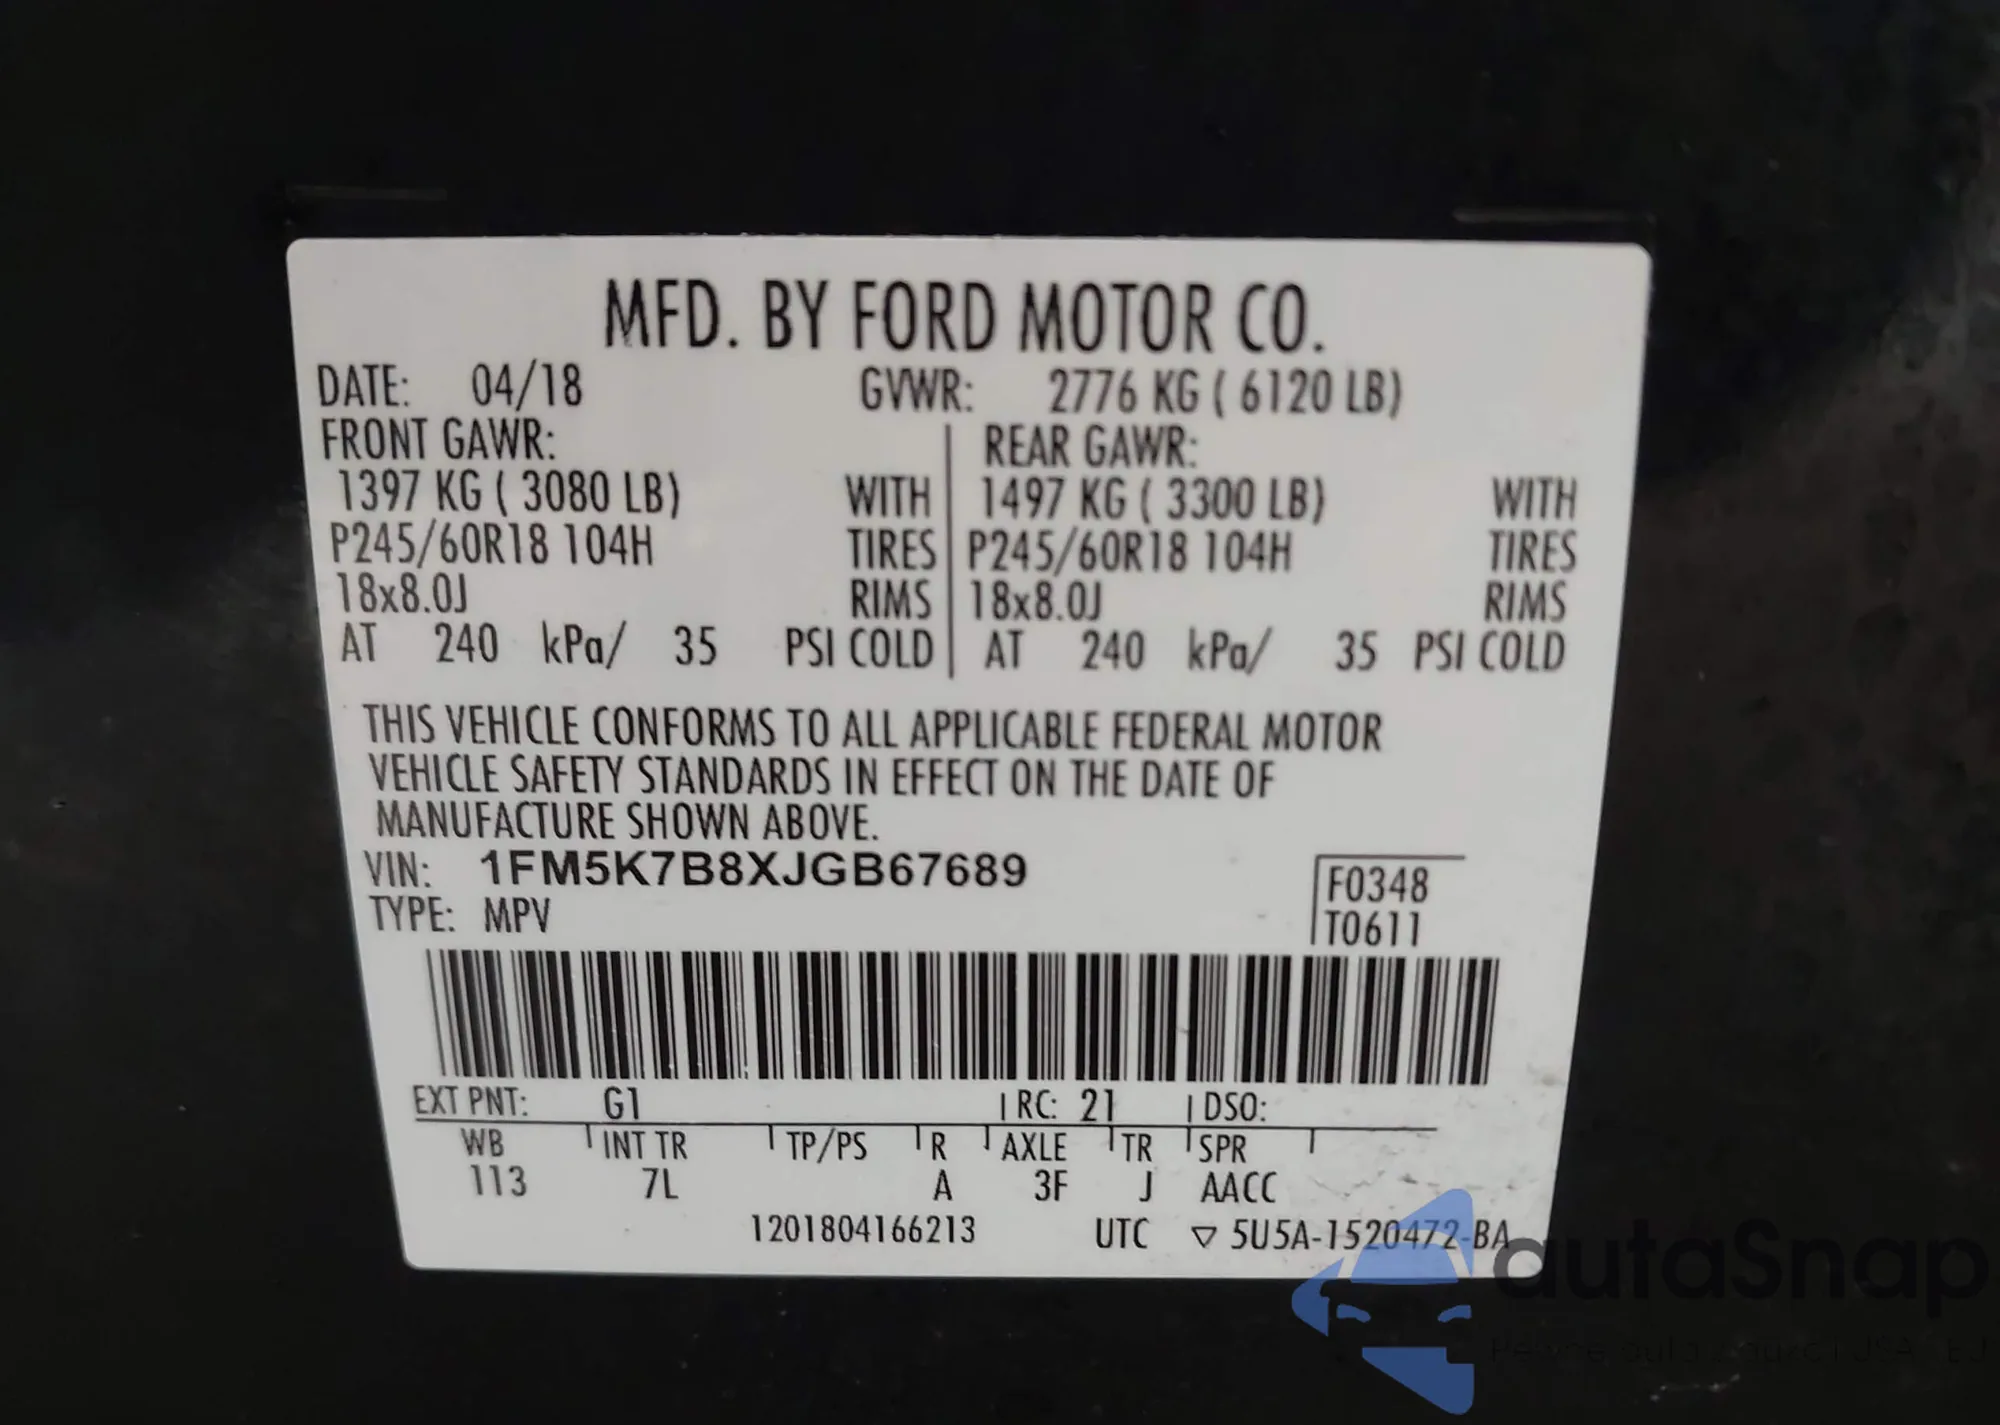 MFD. BY FORD MOTOR CO.
DATE: 04/18 GVWR: 2776 KG ( 6120 LB)
FRONT GAWR: REAR GAWR:
1397 KG ( 3080 LB) WITH 1497 KG ( 3300 LB) WITH
P245/60R18 104H TIRES P245/60R18 104H TIRES
18x8.0J RIMS 18x8.0J RIMS
AT 240 kPa/ 35 PSI COLD AT 240 kPa/ 35 PSI COLD
THIS VEHICLE CONFORMS TO ALL APPLICABLE FEDERAL MOTOR
VEHICLE SAFETY STANDARDS IN EFFECT ON THE DATE OF
MANUFACTURE SHOWN ABOVE.
VIN: 1FM5K7B8XJGB67689 F0348
TYPE: MPV T0611
EXT PNT: G1 RC: 21 DSO:
WB INT TR TP/PS R AXLE TR SPR
113 7L A 3F J AACC
1201804166213 UTC ▽ 5U5A-1520472-BA
autaSnap